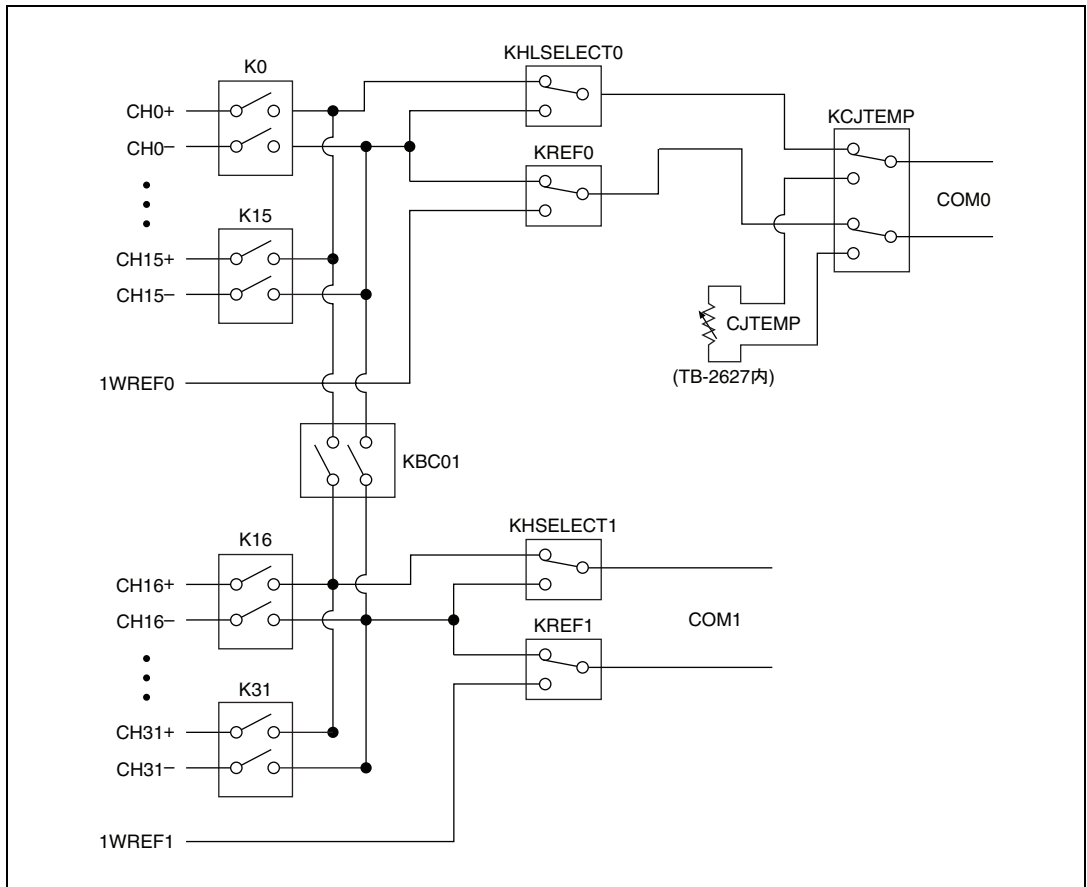 K0
KHLSELECT0
CH0+
CH0−
KREF0
KCJTEMP
COM0
K15
CH15+
CH15−
CJTEMP
(TB-2627内)
1WREF0
KBC01
K16
KHSELECT1
CH16+
CH16−
KREF1
COM1
K31
CH31+
CH31−
1WREF1